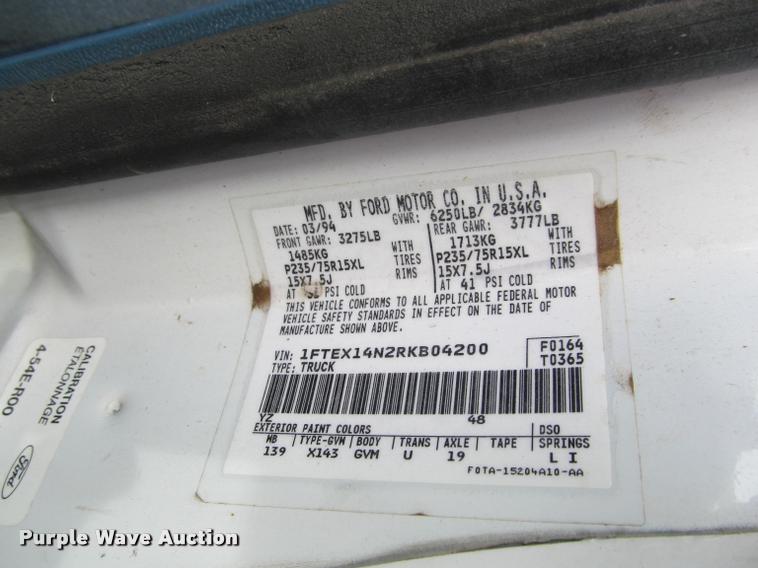 MFD. BY FORD MOTOR CO. IN U.S.A.
DATE: 03/94 GVWR: 6250LB/ 2834KG
FRONT GAWR: 3275LB REAR GAWR: 3777LB
1485KG WITH 1713KG WITH
P235/75R15XL TIRES P235/75R15XL TIRES
15X7.5J RIMS 15X7.5J RIMS
AT PSI COLD AT 41 PSI COLD
THIS VEHICLE CONFORMS TO ALL APPLICABLE FEDERAL MOTOR
VEHICLE SAFETY STANDARDS IN EFFECT ON THE DATE OF
MANUFACTURE SHOWN ABOVE.
VIN: 1FTEX14N2RKB04200 F0164
TYPE: TRUCK T0365
YZ 48
EXTERIOR PAINT COLORS DSO
WB TYPE-GVM BODY TRANS AXLE TAPE SPRINGS
139 X143 GVM U 19 L I
F0TA-15204A10-AA
CALIBRATION
ETALONNAGE
4-54E-R00
Ford
Purple Wave Auction